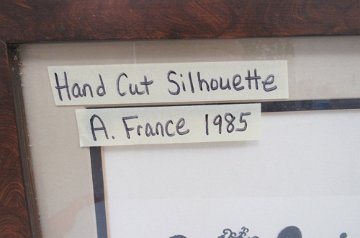 Hand Cut Silhouette
A. France 1985